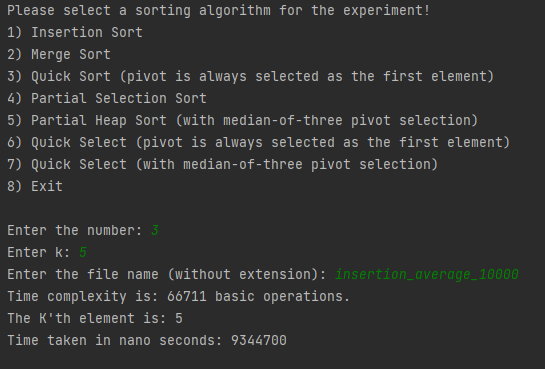 Please select a sorting algorithm for the experiment!
1) Insertion Sort
2) Merge Sort
3) Quick Sort (pivot is always selected as the first element)
4) Partial Selection Sort
5) Partial Heap Sort (with median-of-three pivot selection)
6) Quick Select (pivot is always selected as the first element)
7) Quick Select (with median-of-three pivot selection)
8) Exit
Enter the number: 3
Enter k: 5
Enter the file name (without extension): insertion_average_10000
Time complexity is: 66711 basic operations.
The K'th element is: 5
Time taken in nano seconds: 9344700